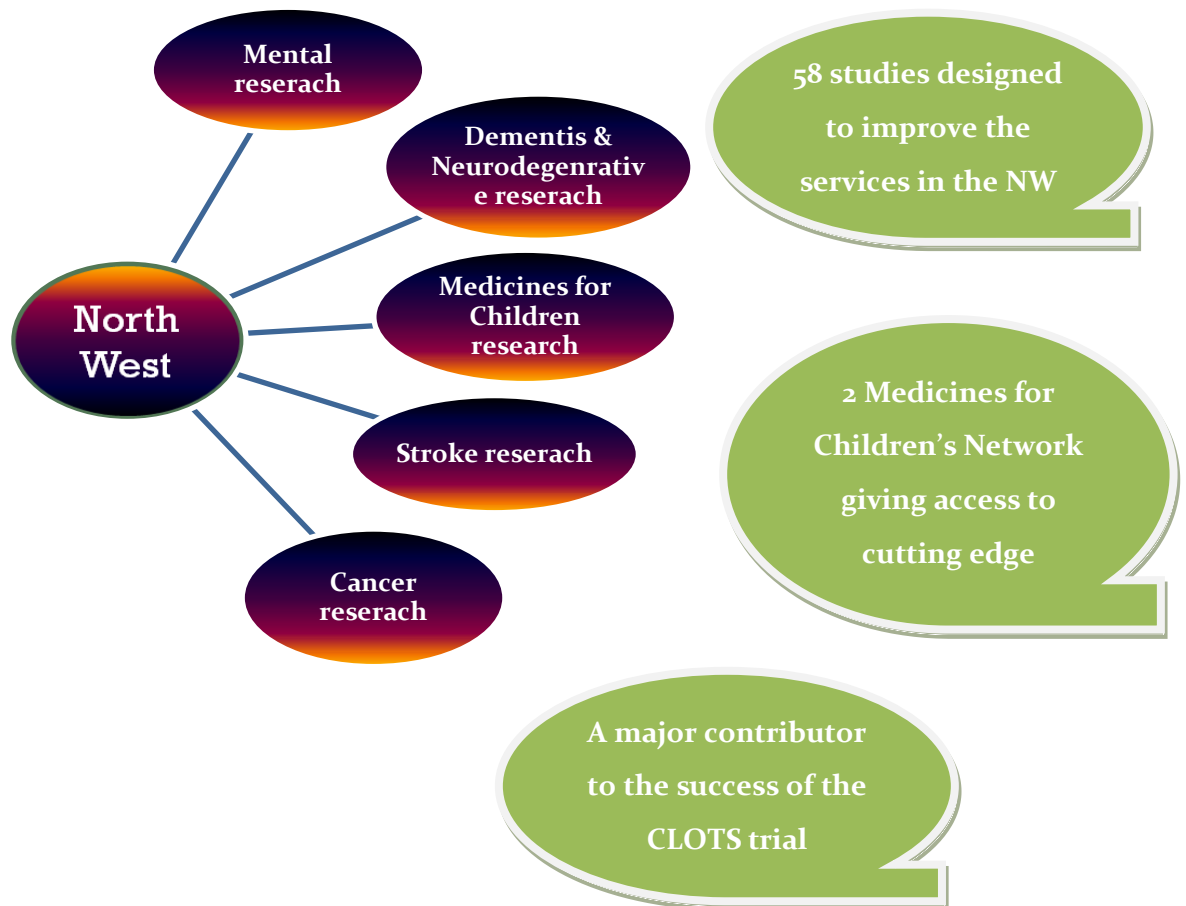 Mental
reserach
Dementis &
Neurodegenrativ
e reserach
North
West
Medicines for
Children
research
Stroke reserach
Cancer
reserach
58 studies designed
to improve the
services in the NW
2 Medicines for
Children’s Network
giving access to
cutting edge
A major contributor
to the success of the
CLOTS trial